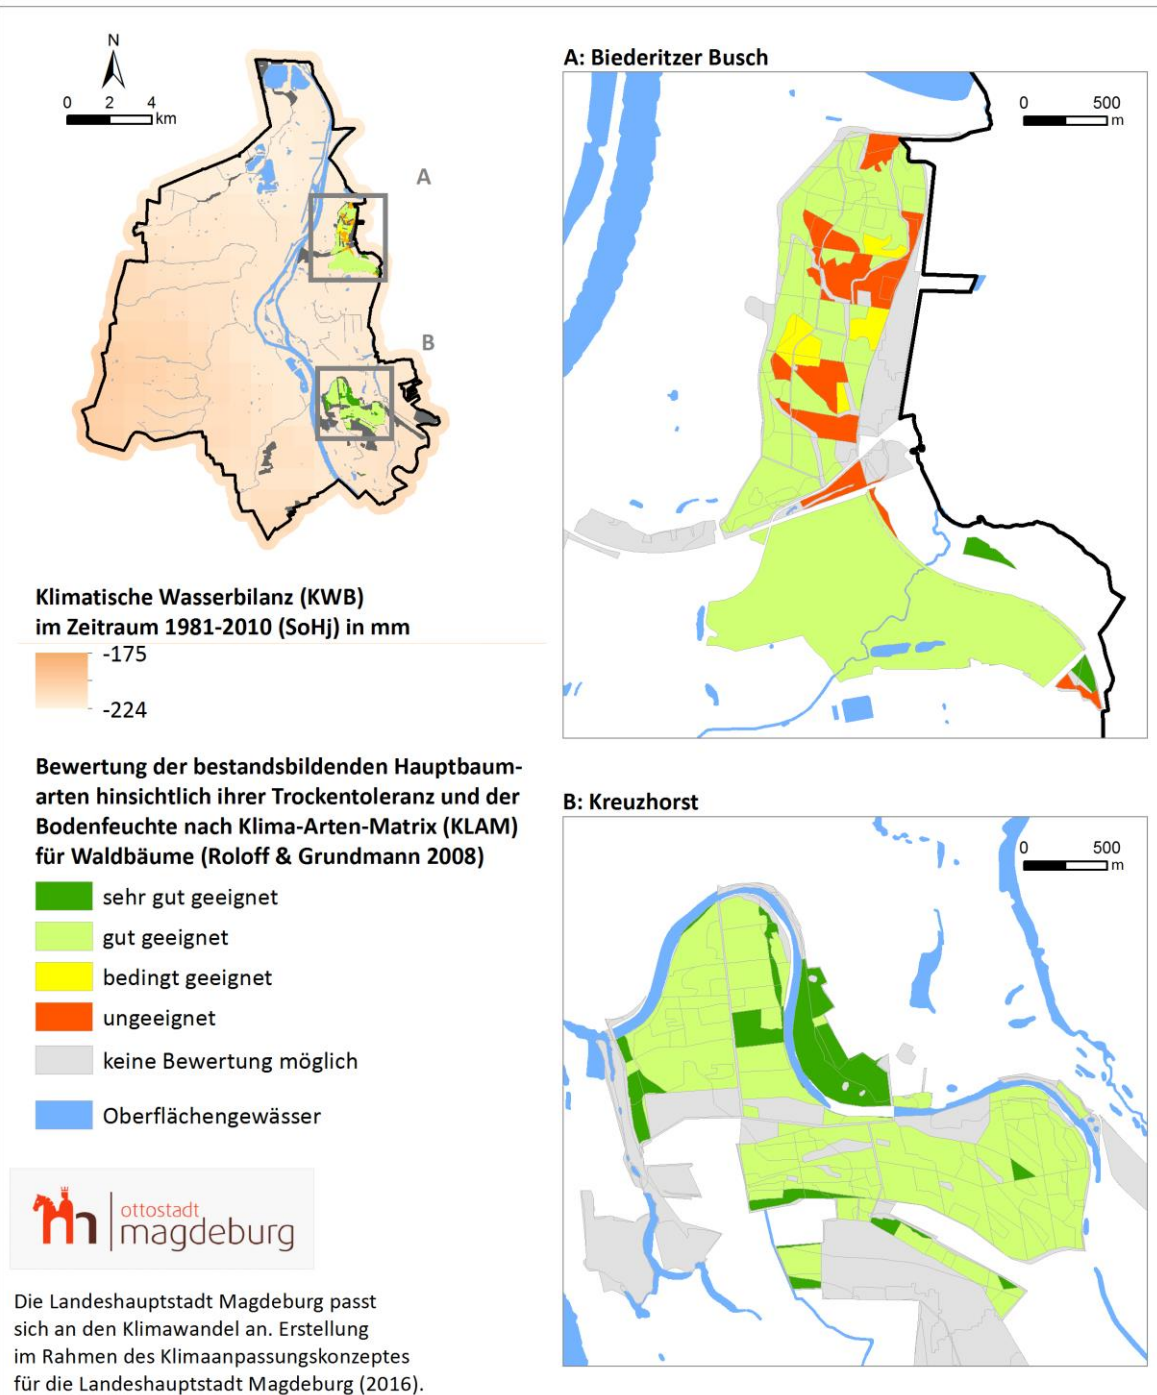 N
0 2 4
km
A
B
A: Biederitzer Busch
0 500
m
Klimatische Wasserbilanz (KWB)
im Zeitraum 1981-2010 (SoHj) in mm
-175
-224
Bewertung der bestandsbildenden Hauptbaum-
arten hinsichtlich ihrer Trockentoleranz und der
Bodenfeuchte nach Klima-Arten-Matrix (KLAM)
für Waldbäume (Roloff & Grundmann 2008)
sehr gut geeignet
gut geeignet
bedingt geeignet
ungeeignet
keine Bewertung möglich
Oberflächengewässer
B: Kreuzhorst
0 500
m
ottostadt
magdeburg
Die Landeshauptstadt Magdeburg passt
sich an den Klimawandel an. Erstellung
im Rahmen des Klimaanpassungskonzeptes
für die Landeshauptstadt Magdeburg (2016).